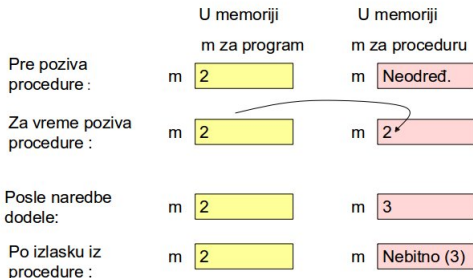 U memoriji U memoriji
m za program m za proceduru
Pre poziva
procedure : m 2 m Neodređ.
Za vreme poziva
procedure : m 2 m 2
Posle naredbe
dodele: m 2 m 3
Po izlasku iz
procedure : m 2 m Nebitno (3)